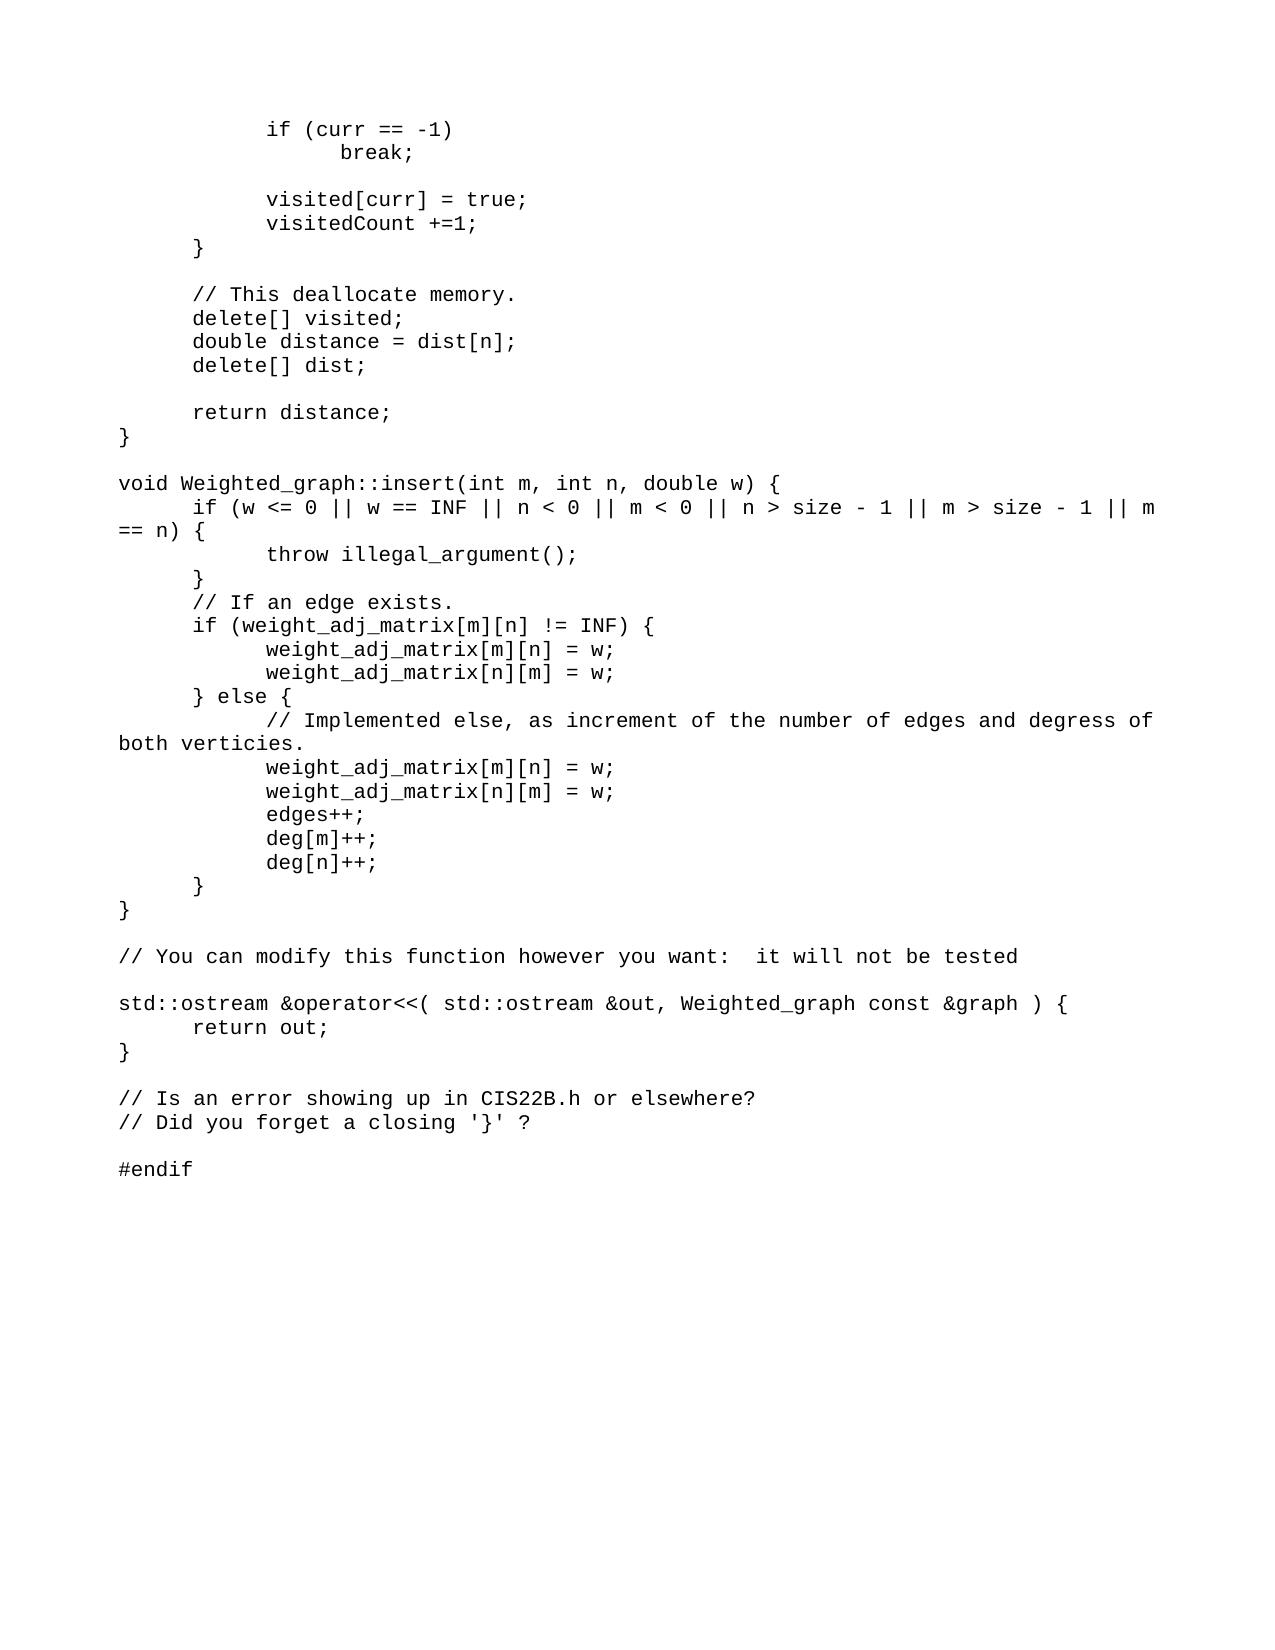 if (curr == -1)
break;
visited[curr] = true;
visitedCount +=1;
}
// This deallocate memory.
delete[] visited;
double distance = dist[n];
delete[] dist;
return distance;
}
void Weighted_graph::insert(int m, int n, double w) {
if (w <= 0 || w == INF || n < 0 || m < 0 || n > size - 1 || m > size - 1 || m
== n) {
throw illegal_argument();
}
// If an edge exists.
if (weight_adj_matrix[m][n] != INF) {
weight_adj_matrix[m][n] = w;
weight_adj_matrix[n][m] = w;
} else {
// Implemented else, as increment of the number of edges and degress of
both verticies.
weight_adj_matrix[m][n] = w;
weight_adj_matrix[n][m] = w;
edges++;
deg[m]++;
deg[n]++;
}
}
// You can modify this function however you want:  it will not be tested
std::ostream &operator<<( std::ostream &out, Weighted_graph const &graph ) {
return out;
}
// Is an error showing up in CIS22B.h or elsewhere?
// Did you forget a closing '}' ?
#endif